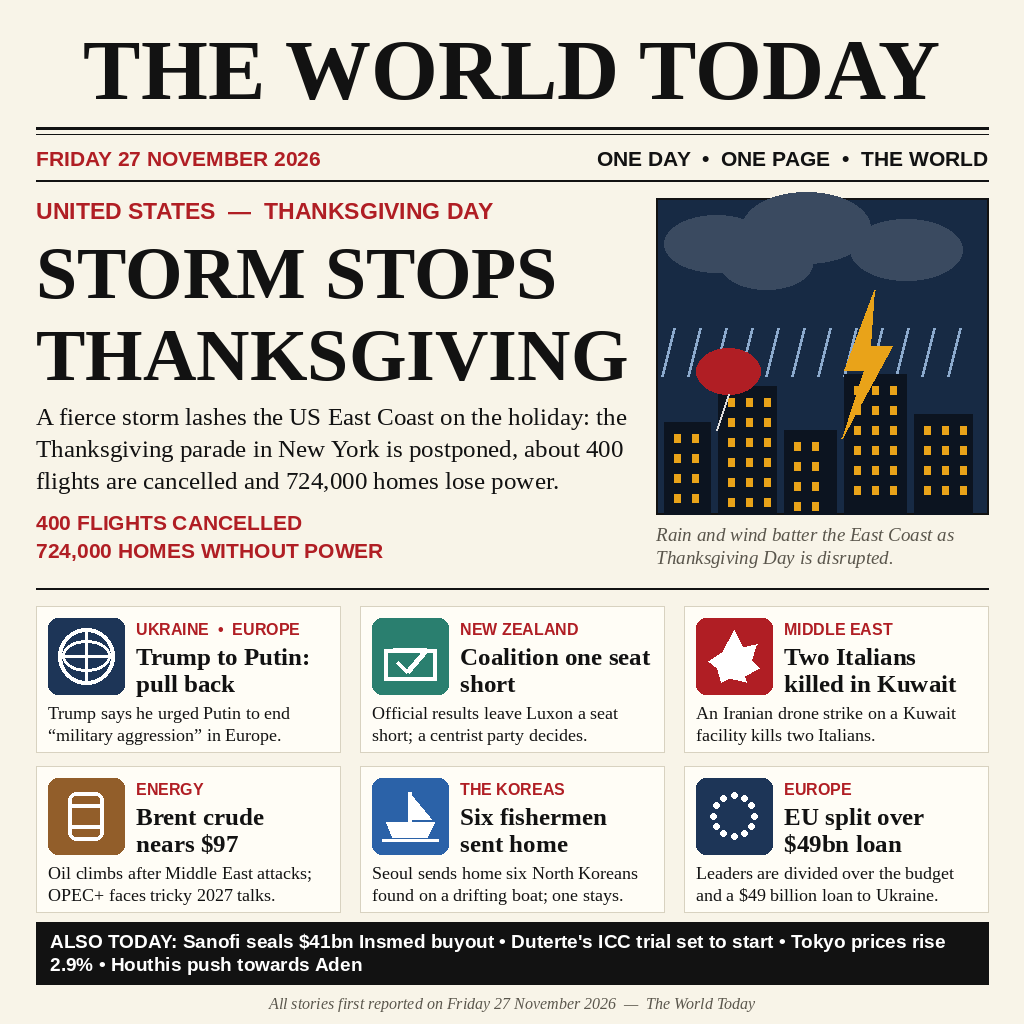 THE WORLD TODAY
FRIDAY 27 NOVEMBER 2026
ONE DAY • ONE PAGE • THE WORLD
UNITED STATES — THANKSGIVING DAY
STORM STOPS
THANKSGIVING
A fierce storm lashes the US East Coast on the holiday: the
Thanksgiving parade in New York is postponed, about 400
flights are cancelled and 724,000 homes lose power.
400 FLIGHTS CANCELLED
724,000 HOMES WITHOUT POWER
Rain and wind batter the East Coast as
Thanksgiving Day is disrupted.
UKRAINE • EUROPE
Trump to Putin:
pull back
Trump says he urged Putin to end
“military aggression” in Europe.
NEW ZEALAND
Coalition one seat
short
Official results leave Luxon a seat
short; a centrist party decides.
MIDDLE EAST
Two Italians
killed in Kuwait
An Iranian drone strike on a Kuwait
facility kills two Italians.
ENERGY
Brent crude
nears $97
Oil climbs after Middle East attacks;
OPEC+ faces tricky 2027 talks.
THE KOREAS
Six fishermen
sent home
Seoul sends home six North Koreans
found on a drifting boat; one stays.
EUROPE
EU split over
$49bn loan
Leaders are divided over the budget
and a $49 billion loan to Ukraine.
ALSO TODAY: Sanofi seals $41bn Insmed buyout • Duterte's ICC trial set to start • Tokyo prices rise
2.9% • Houthis push towards Aden
All stories first reported on Friday 27 November 2026 — The World Today